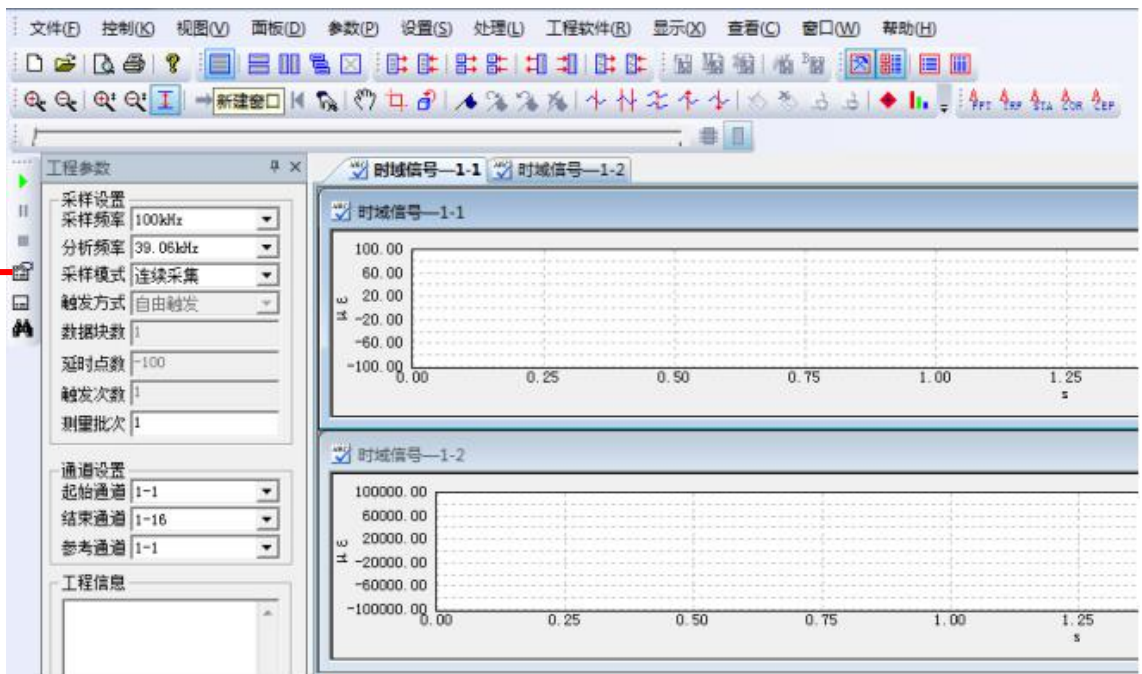 文件(F) 控制(K) 视图(V) 面板(D) 参数(P) 设置(S) 处理(L) 工程软件(R) 显示(X) 查看(C) 窗口(W) 帮助(H)
新建窗口
FFT TRF STA COR CEP
工程参数
时域信号—1-1 时域信号—1-2
采样设置
采样频率 100kHz
分析频率 39.06kHz
采样模式 连续采集
触发方式 自由触发
数据块数 1
延时点数 -100
触发次数 1
测量批次 1
通道设置
起始通道 1-1
结束通道 1-16
参考通道 1-1
工程信息
时域信号—1-1
100.00
60.00
20.00
-20.00
-60.00
-100.00
με
0.00 0.25 0.50 0.75 1.00 1.25
s
时域信号—1-2
100000.00
60000.00
20000.00
-20000.00
-60000.00
-100000.00
με
0.00 0.25 0.50 0.75 1.00 1.25
s